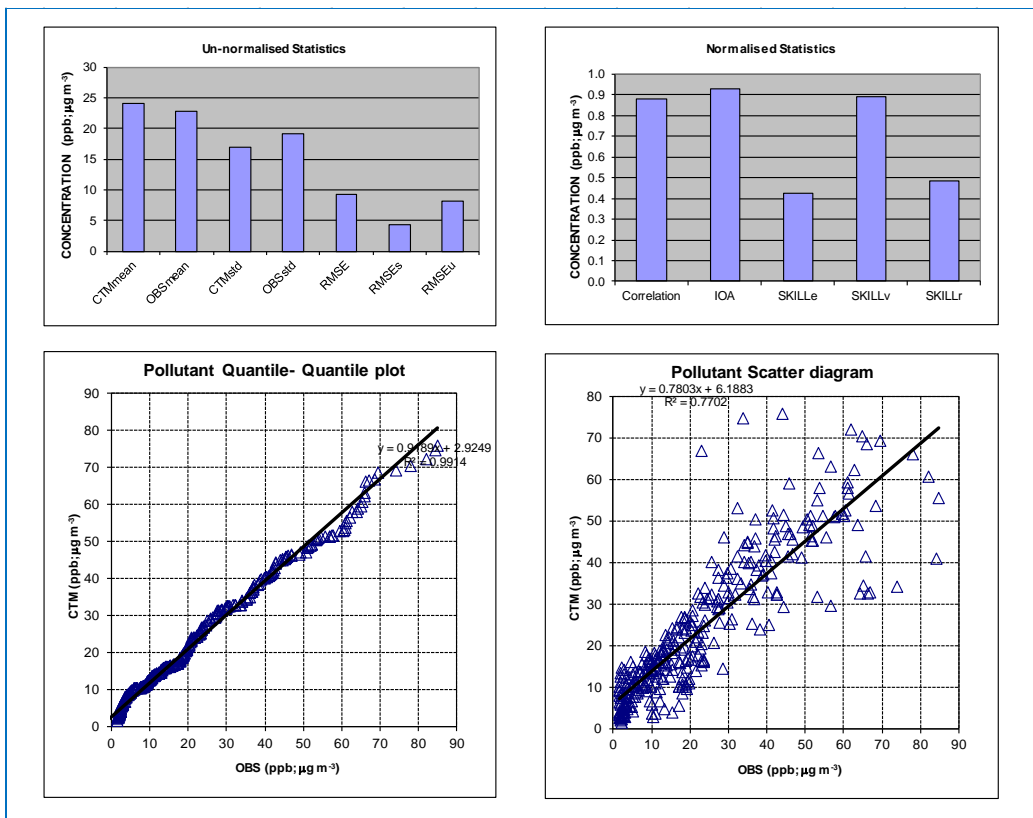 Un-normalised Statistics
CONCENTRATION (ppb; µg m-3)
30
25
20
15
10
5
0
CTMmean
OBSmean
CTMstd
OBSstd
RMSE
RMSEs
RMSEu
Normalised Statistics
CONCENTRATION (ppb; µg m-3)
1.0
0.9
0.8
0.7
0.6
0.5
0.4
0.3
0.2
0.1
0.0
Correlation IOA SKILLe SKILLv SKILLr
Pollutant Quantile- Quantile plot
y = 0.9189x + 2.9249
R² = 0.9914
CTM (ppb; µg m-3)
90
80
70
60
50
40
30
20
10
0
0 10 20 30 40 50 60 70 80 90
OBS (ppb; µg m-3)
Pollutant Scatter diagram
y = 0.7803x + 6.1883
R² = 0.7702
CTM (ppb; µg m-3)
80
70
60
50
40
30
20
10
0
0 10 20 30 40 50 60 70 80 90
OBS (ppb; µg m-3)